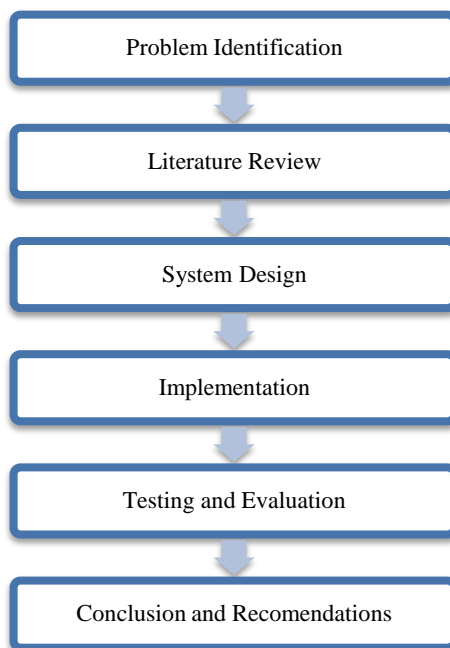 Problem Identification
Literature Review
System Design
Implementation
Testing and Evaluation
Conclusion and Recomendations